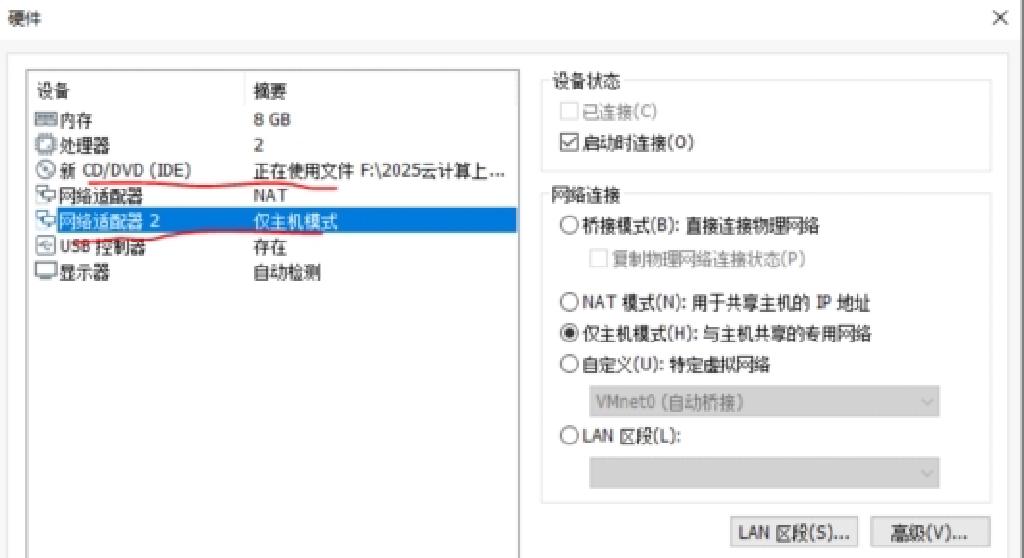 硬件
设备 摘要
内存 8 GB
处理器 2
新 CD/DVD (IDE) 正在使用文件 F:\2025云计算上...
网络适配器 NAT
网络适配器 2 仅主机模式
USB 控制器 存在
显示器 自动检测
设备状态
已连接(C)
启动时连接(O)
网络连接
桥接模式(B): 直接连接物理网络
复制物理网络连接状态(P)
NAT 模式(N): 用于共享主机的 IP 地址
仅主机模式(H): 与主机共享的专用网络
自定义(U): 特定虚拟网络
VMnet0 (自动桥接)
LAN 区段(L):
LAN 区段(S)... 高级(V)...